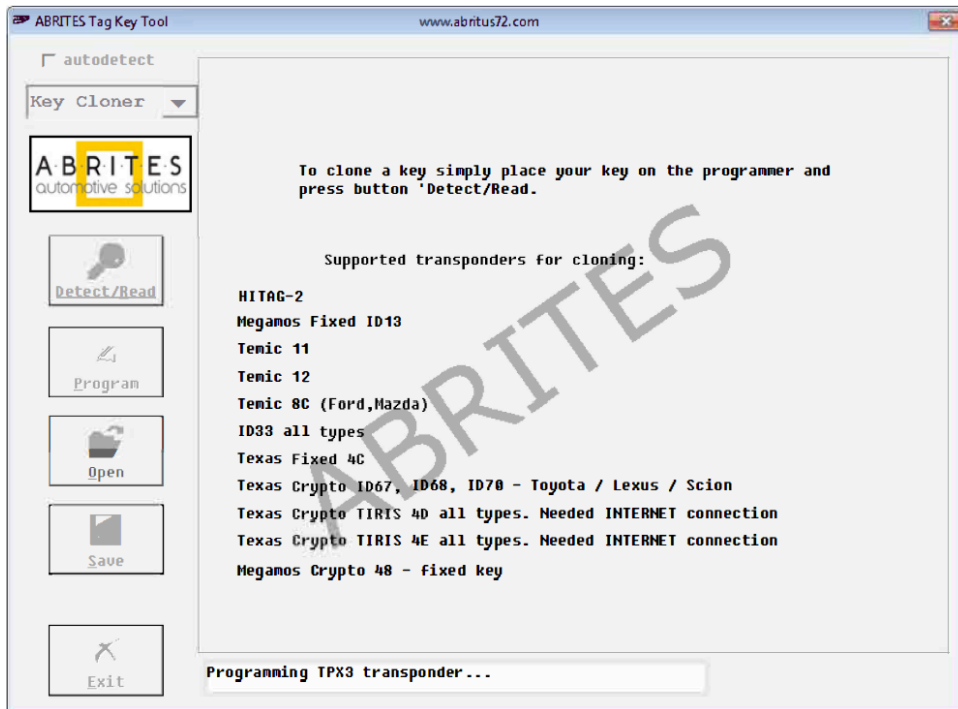 ABRITES Tag Key Tool
www.abritus72.com
autodetect
Key Cloner
A·B·R·I·T·E·S
automotive solutions
Detect/Read
Program
Open
Save
Exit
To clone a key simply place your key on the programmer and
press button 'Detect/Read.
Supported transponders for cloning:
HITAG-2
Megamos Fixed ID13
Temic 11
Temic 12
Temic 8C (Ford,Mazda)
ID33 all types
Texas Fixed 4C
Texas Crypto ID67, ID68, ID70 - Toyota / Lexus / Scion
Texas Crypto TIRIS 4D all types. Needed INTERNET connection
Texas Crypto TIRIS 4E all types. Needed INTERNET connection
Megamos Crypto 48 - fixed key
ABRITES
Programming TPX3 transponder...